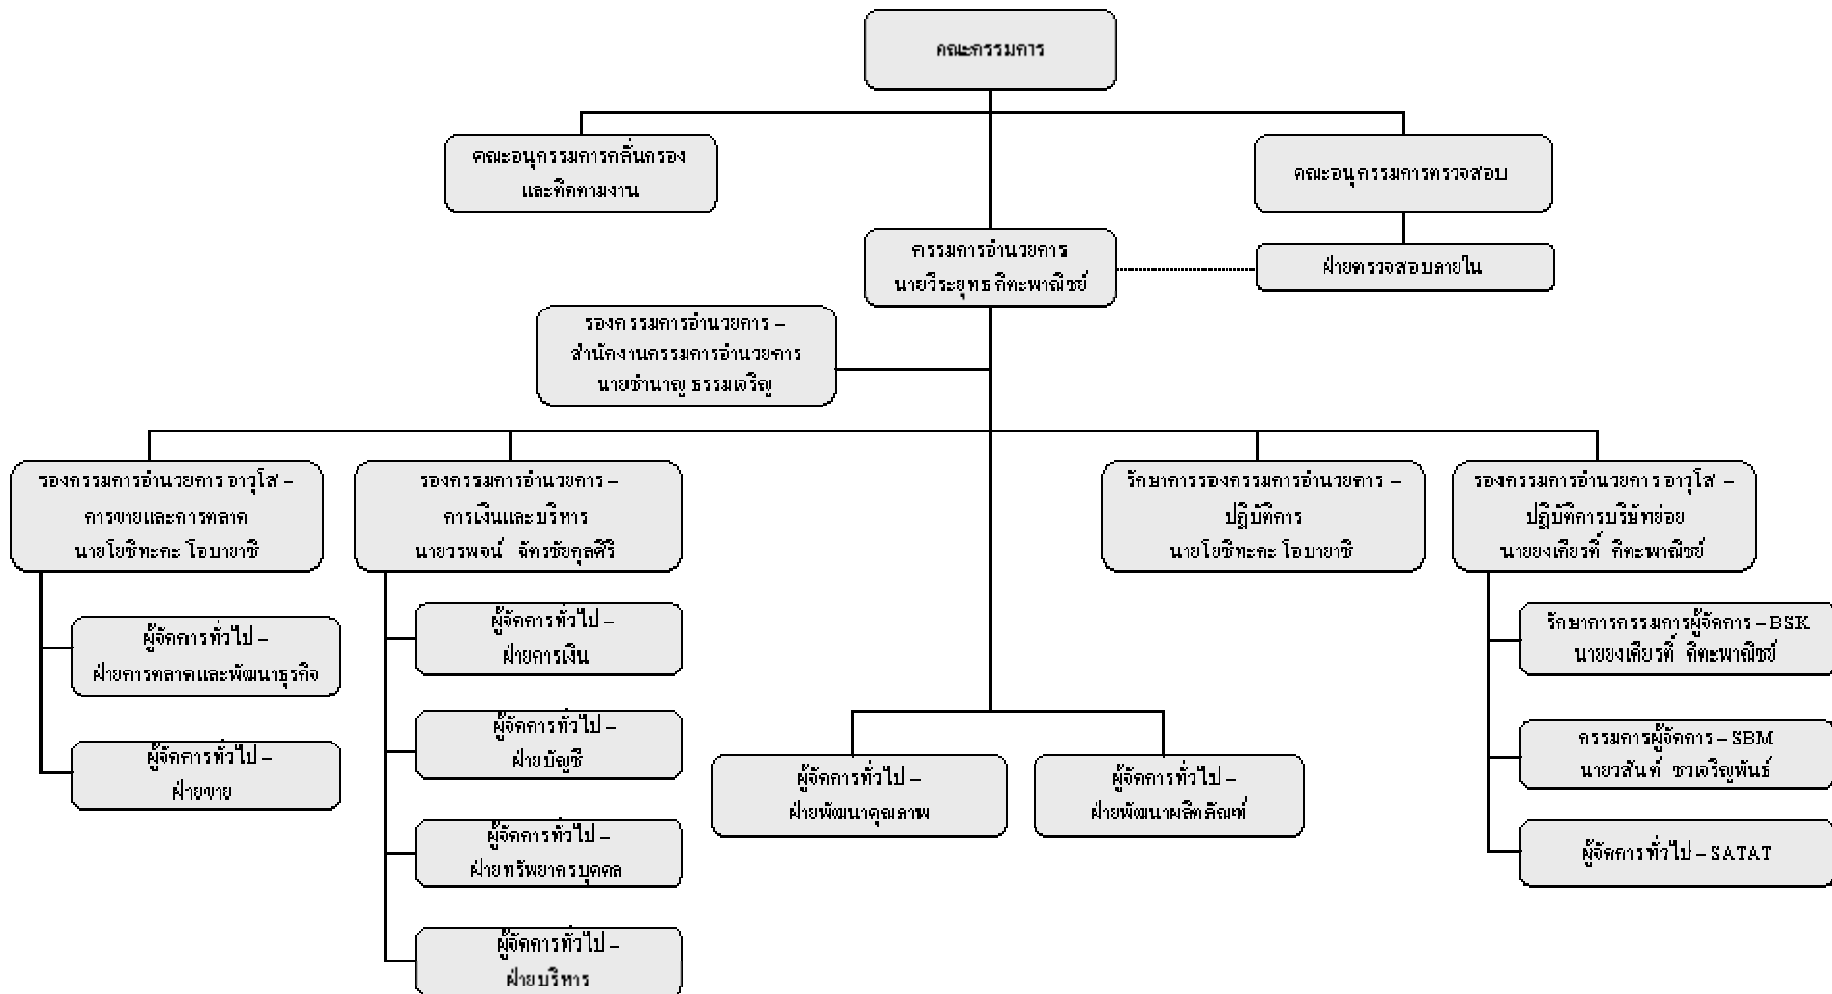 คณะกรรมการ
คณะอนุกรรมการกลั่นกรอง
และติดตามงาน
คณะอนุกรรมการตรวจสอบ
กรรมการอำนวยการ
นายวีระยุทธ กิตะพาณิชย์
ฝ่ายตรวจสอบภายใน
รองกรรมการอำนวยการ –
สำนักงานกรรมการอำนวยการ
นายชำนาญ ธรรมเจริญ
รองกรรมการอำนวยการ อาวุโส –
การขายและการตลาด
นายโยชิทะกะ โอบายาชิ
รองกรรมการอำนวยการ –
การเงินและบริหาร
นายวรพจน์ ฉัตรชัยกุลศิริ
รักษาการรองกรรมการอำนวยการ –
ปฏิบัติการ
นายโยชิทะกะ โอบายาชิ
รองกรรมการอำนวยการ อาวุโส –
ปฏิบัติการบริษัทย่อย
นายยงเกียรติ์ กิตะพาณิชย์
ผู้จัดการทั่วไป –
ฝ่ายการตลาดและพัฒนาธุรกิจ
ผู้จัดการทั่วไป –
ฝ่ายขาย
ผู้จัดการทั่วไป –
ฝ่ายการเงิน
ผู้จัดการทั่วไป –
ฝ่ายบัญชี
ผู้จัดการทั่วไป –
ฝ่ายทรัพยากรบุคคล
ผู้จัดการทั่วไป –
ฝ่ายบริหาร
ผู้จัดการทั่วไป –
ฝ่ายพัฒนาคุณภาพ
ผู้จัดการทั่วไป –
ฝ่ายพัฒนาผลิตภัณฑ์
รักษาการกรรมการผู้จัดการ – BSK
นายยงเกียรติ์ กิตะพาณิชย์
กรรมการผู้จัดการ – SBM
นายวสันต์ ชวเจริญพันธ์
ผู้จัดการทั่วไป – SATAT